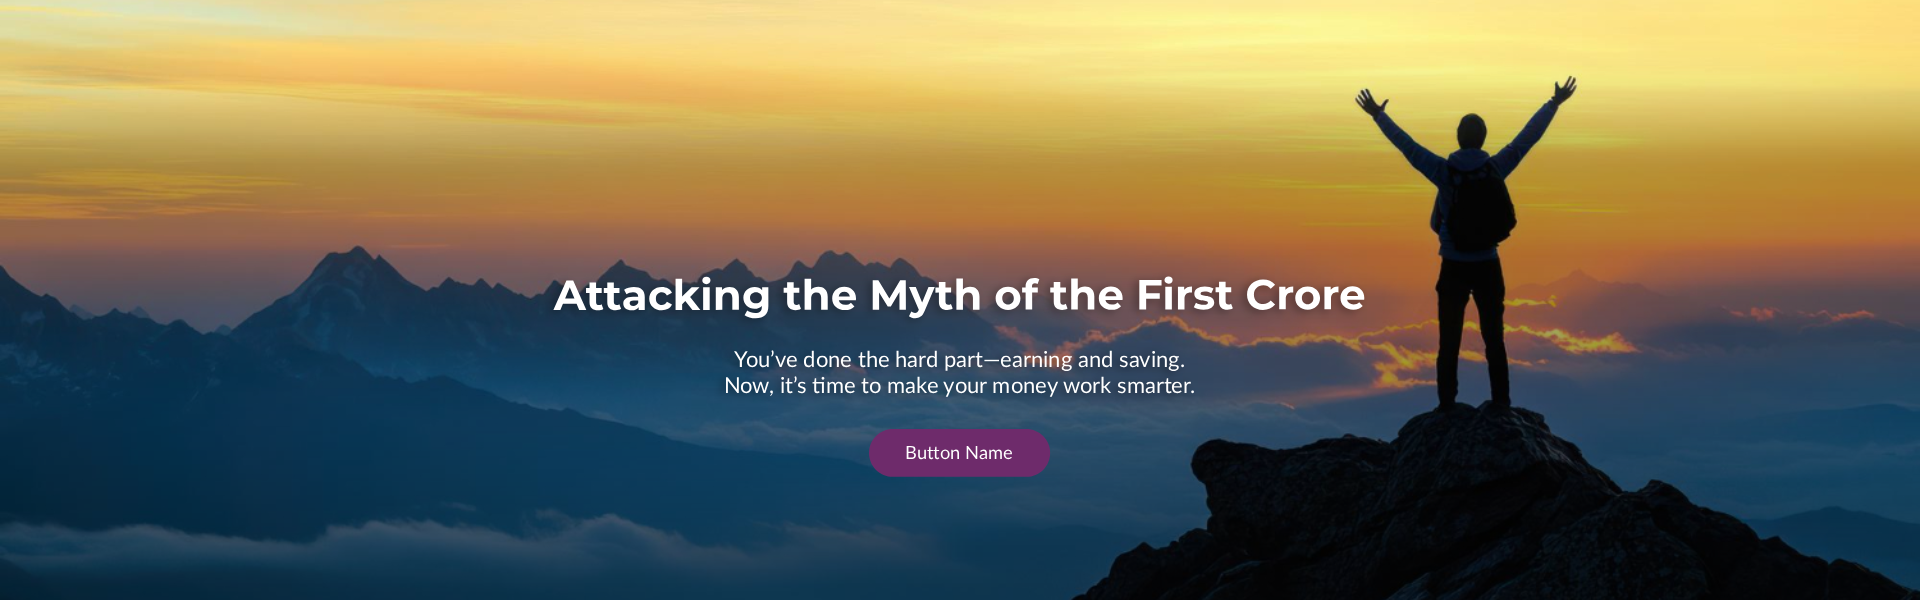 Attacking the Myth of the First Crore
You’ve done the hard part—earning and saving.
Now, it’s time to make your money work smarter.
Button Name